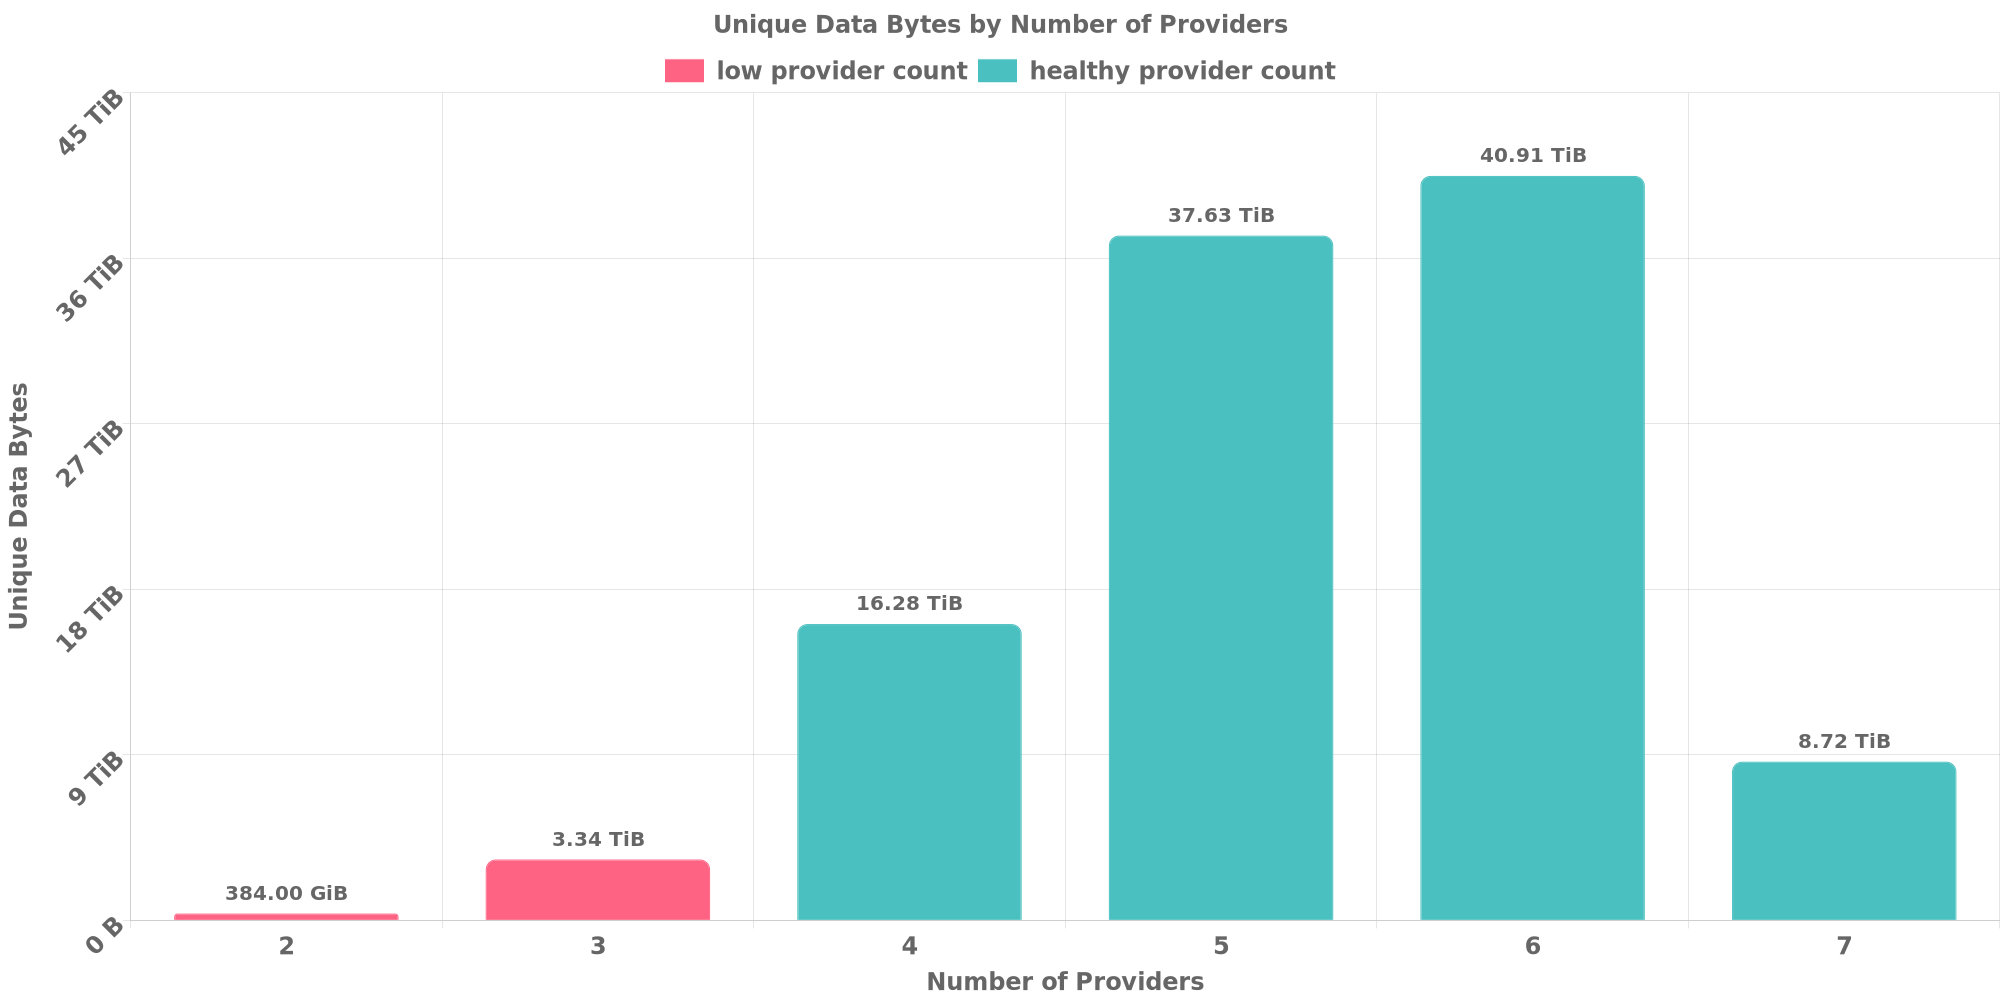 Unique Data Bytes by Number of Providers
low provider count
healthy provider count
45 TiB
36 TiB
27 TiB
18 TiB
9 TiB
0 B
Unique Data Bytes
384.00 GiB
3.34 TiB
16.28 TiB
37.63 TiB
40.91 TiB
8.72 TiB
2
3
4
5
6
7
Number of Providers